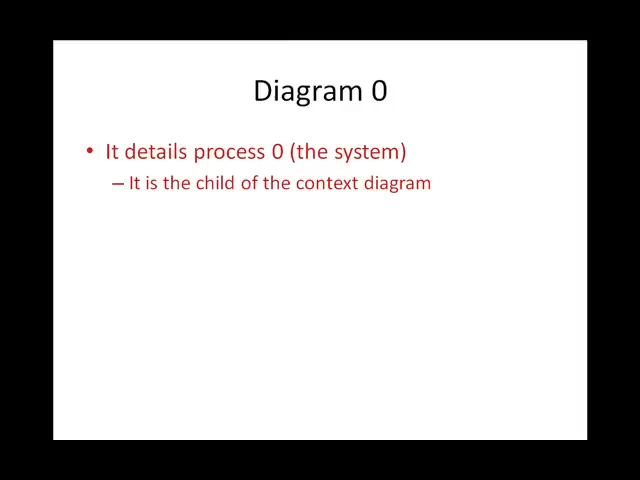 Diagram 0
• It details process 0 (the system)
– It is the child of the context diagram